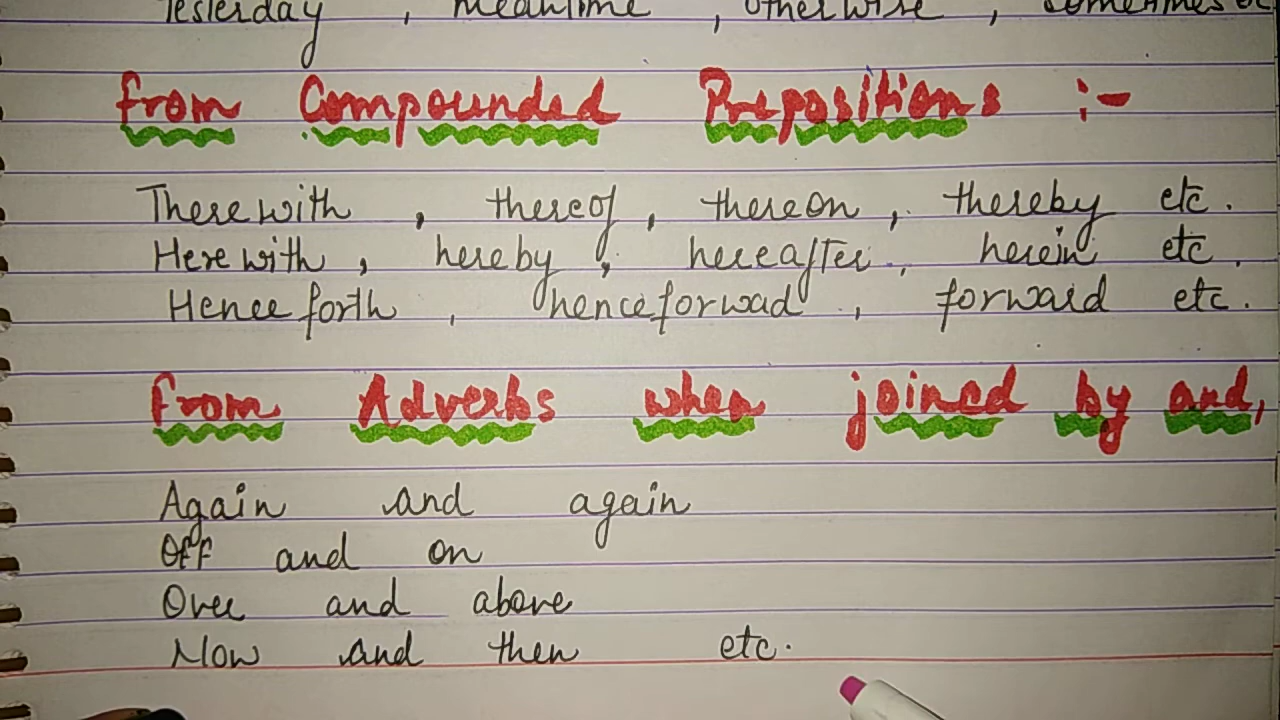 Yesterday , meantime , otherwise , sometimes etc
from Compounded Prepositions :-
Therewith , thereof , thereon , thereby etc .
Herewith , hereby , hereafter , herein etc .
Henceforth , henceforwad , forward etc .
from Adverbs when joined by and,
Again and again
Off and on
Over and above
Now and then etc .